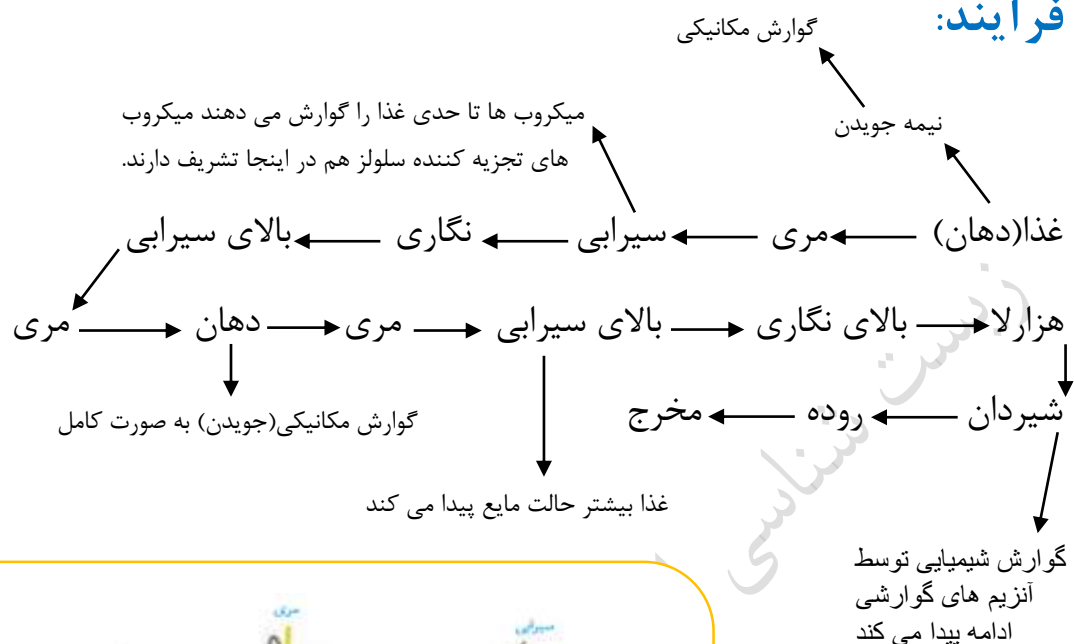 فرآیند:
گوارش مکانیکی
نیمه جویدن
میکروب ها تا حدی غذا را گوارش می دهند میکروب
های تجزیه کننده سلولز هم در اینجا تشریف دارند.
غذا(دهان) مری سیرابی نگاری بالای سیرابی
مری دهان مری بالای سیرابی بالای نگاری هزارلا
گوارش مکانیکی(جویدن) به صورت کامل
شیردان روده مخرج
غذا بیشتر حالت مایع پیدا می کند
گوارش شیمیایی توسط
آنزیم های گوارشی
ادامه پیدا می کند
زیست شناسی
مری
سیرابی